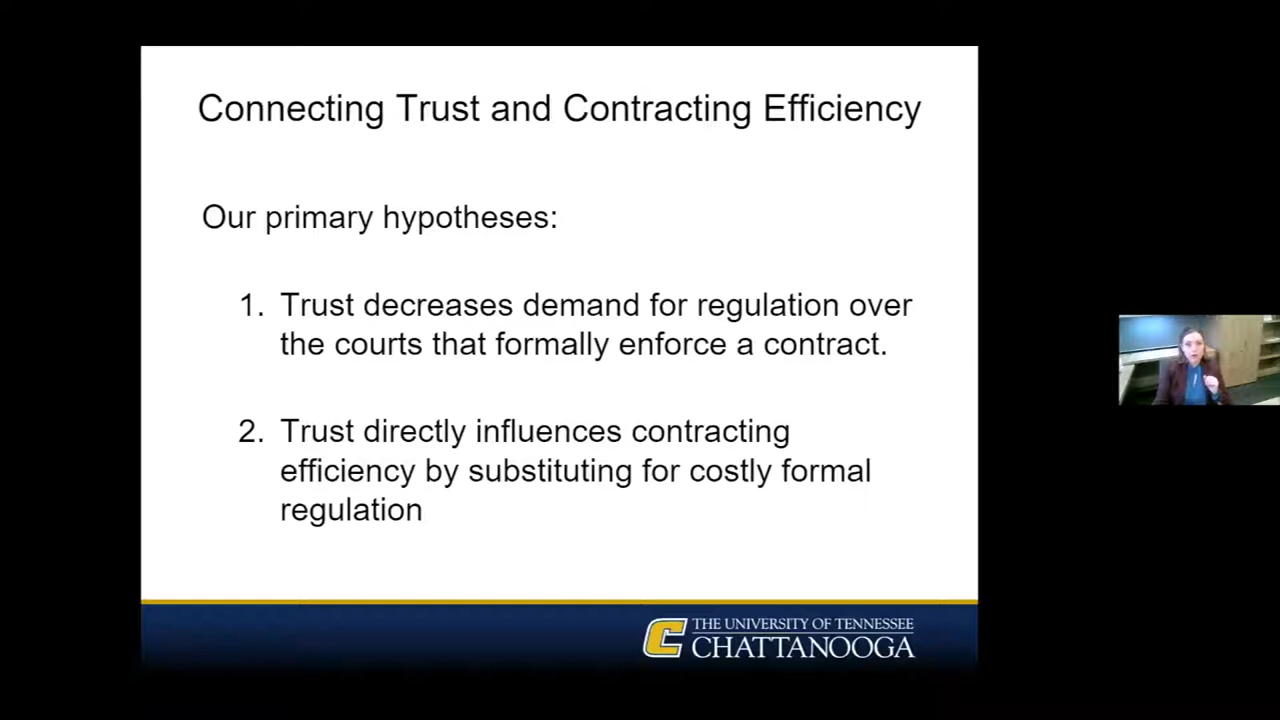 Connecting Trust and Contracting Efficiency
Our primary hypotheses:
1. Trust decreases demand for regulation over
the courts that formally enforce a contract.
2. Trust directly influences contracting
efficiency by substituting for costly formal
regulation
C THE UNIVERSITY OF TENNESSEE
CHATTANOOGA